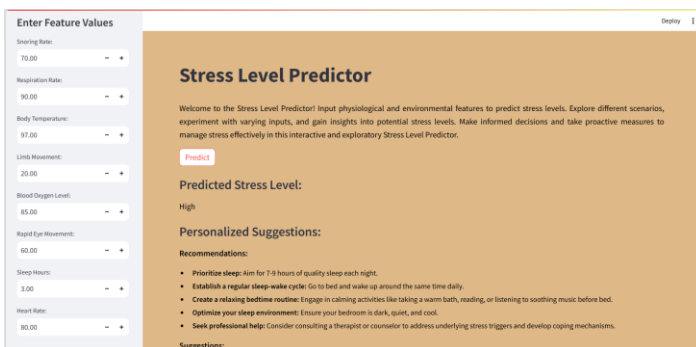 Enter Feature Values
Snoring Rate:
70.00 - +
Respiration Rate:
90.00 - +
Body Temperature:
97.00 - +
Limb Movement:
20.00 - +
Blood Oxygen Level:
85.00 - +
Rapid Eye Movement:
60.00 - +
Sleep Hours:
3.00 - +
Heart Rate:
80.00 - +
Deploy
Stress Level Predictor
Welcome to the Stress Level Predictor! Input physiological and environmental features to predict stress levels. Explore different scenarios,
experiment with varying inputs, and gain insights into potential stress levels. Make informed decisions and take proactive measures to
manage stress effectively in this interactive and exploratory Stress Level Predictor.
Predict
Predicted Stress Level:
High
Personalized Suggestions:
Recommendations:
• Prioritize sleep: Aim for 7-9 hours of quality sleep each night.
• Establish a regular sleep-wake cycle: Go to bed and wake up around the same time daily.
• Create a relaxing bedtime routine: Engage in calming activities like taking a warm bath, reading, or listening to soothing music before bed.
• Optimize your sleep environment: Ensure your bedroom is dark, quiet, and cool.
• Seek professional help: Consider consulting a therapist or counselor to address underlying stress triggers and develop coping mechanisms.
Suggestions: